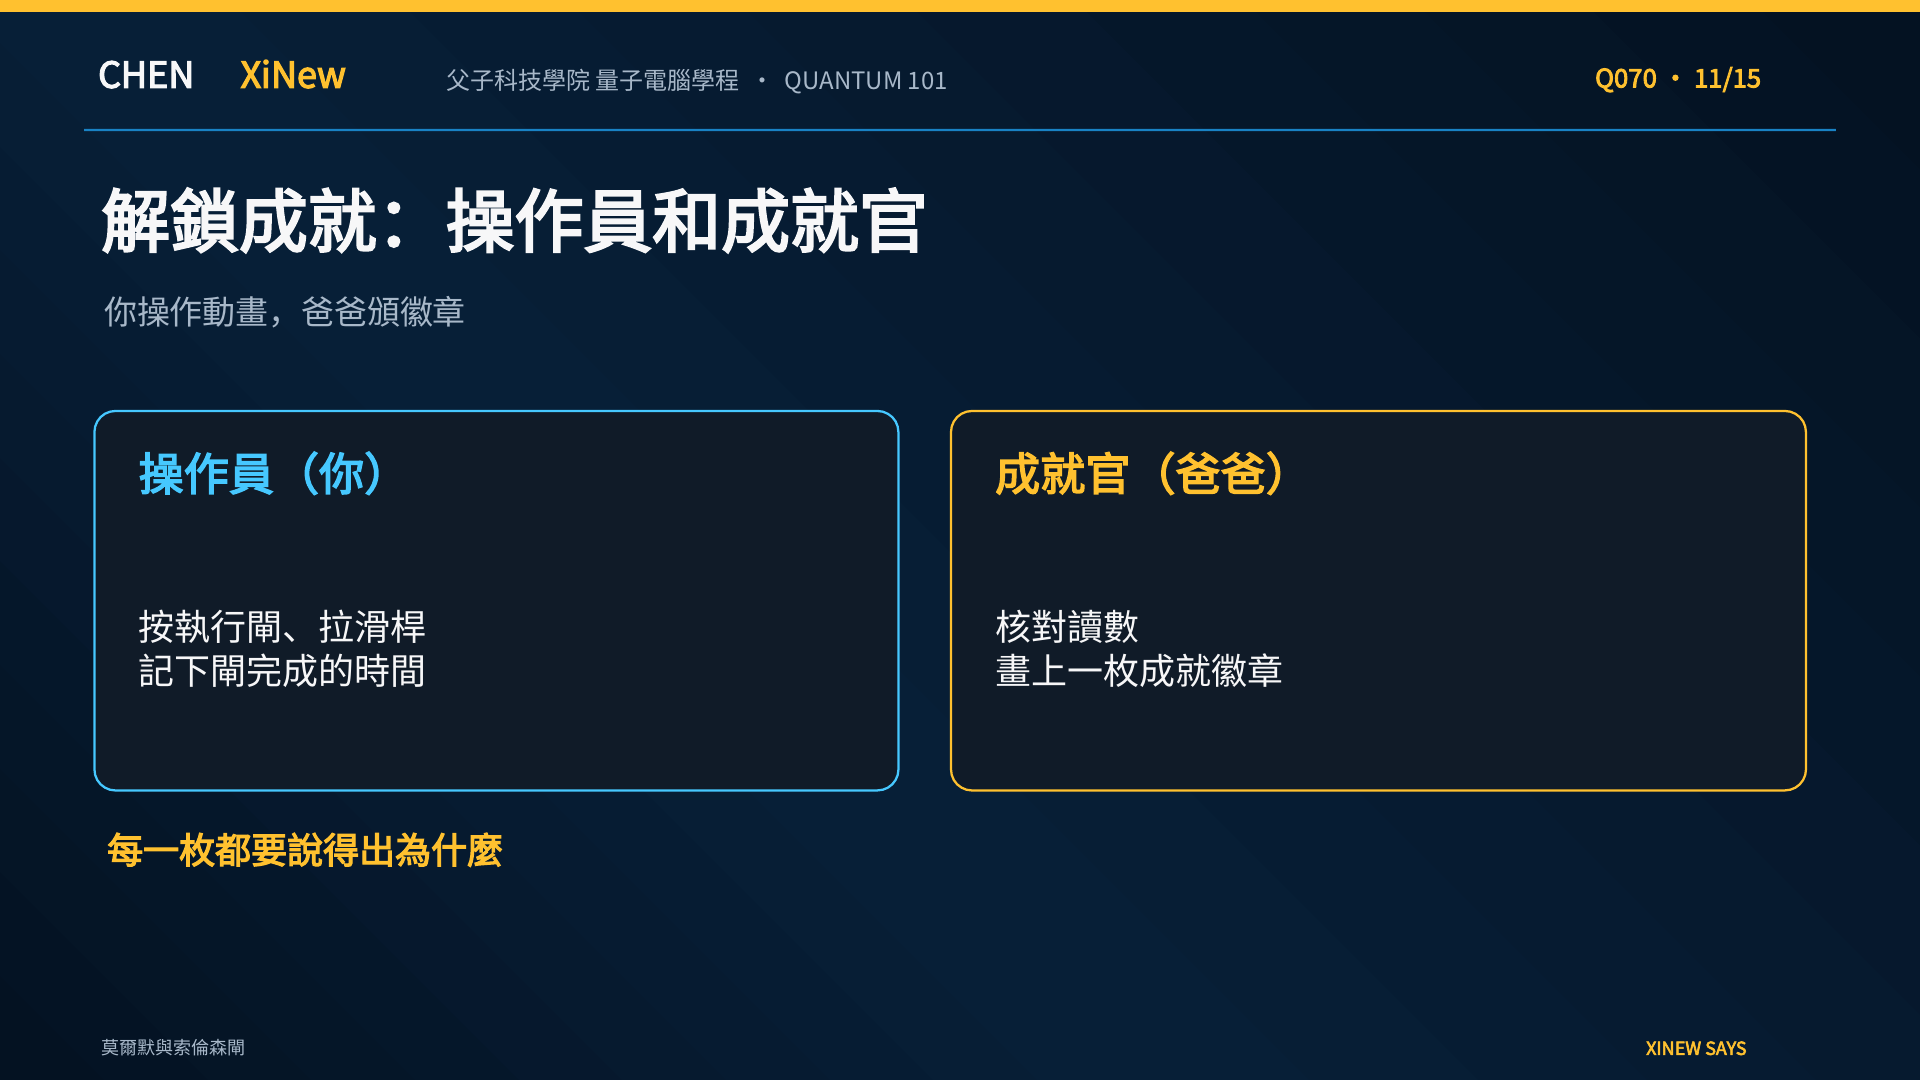 CHEN XiNew 父子科技學院 量子電腦學程 · QUANTUM 101 Q070 · 11/15
解鎖成就：操作員和成就官
你操作動畫，爸爸頒徽章
操作員（你）
按執行閘、拉滑桿
記下閘完成的時間
成就官（爸爸）
核對讀數
畫上一枚成就徽章
每一枚都要說得出為什麼
莫爾默與索倫森閘
XINEW SAYS